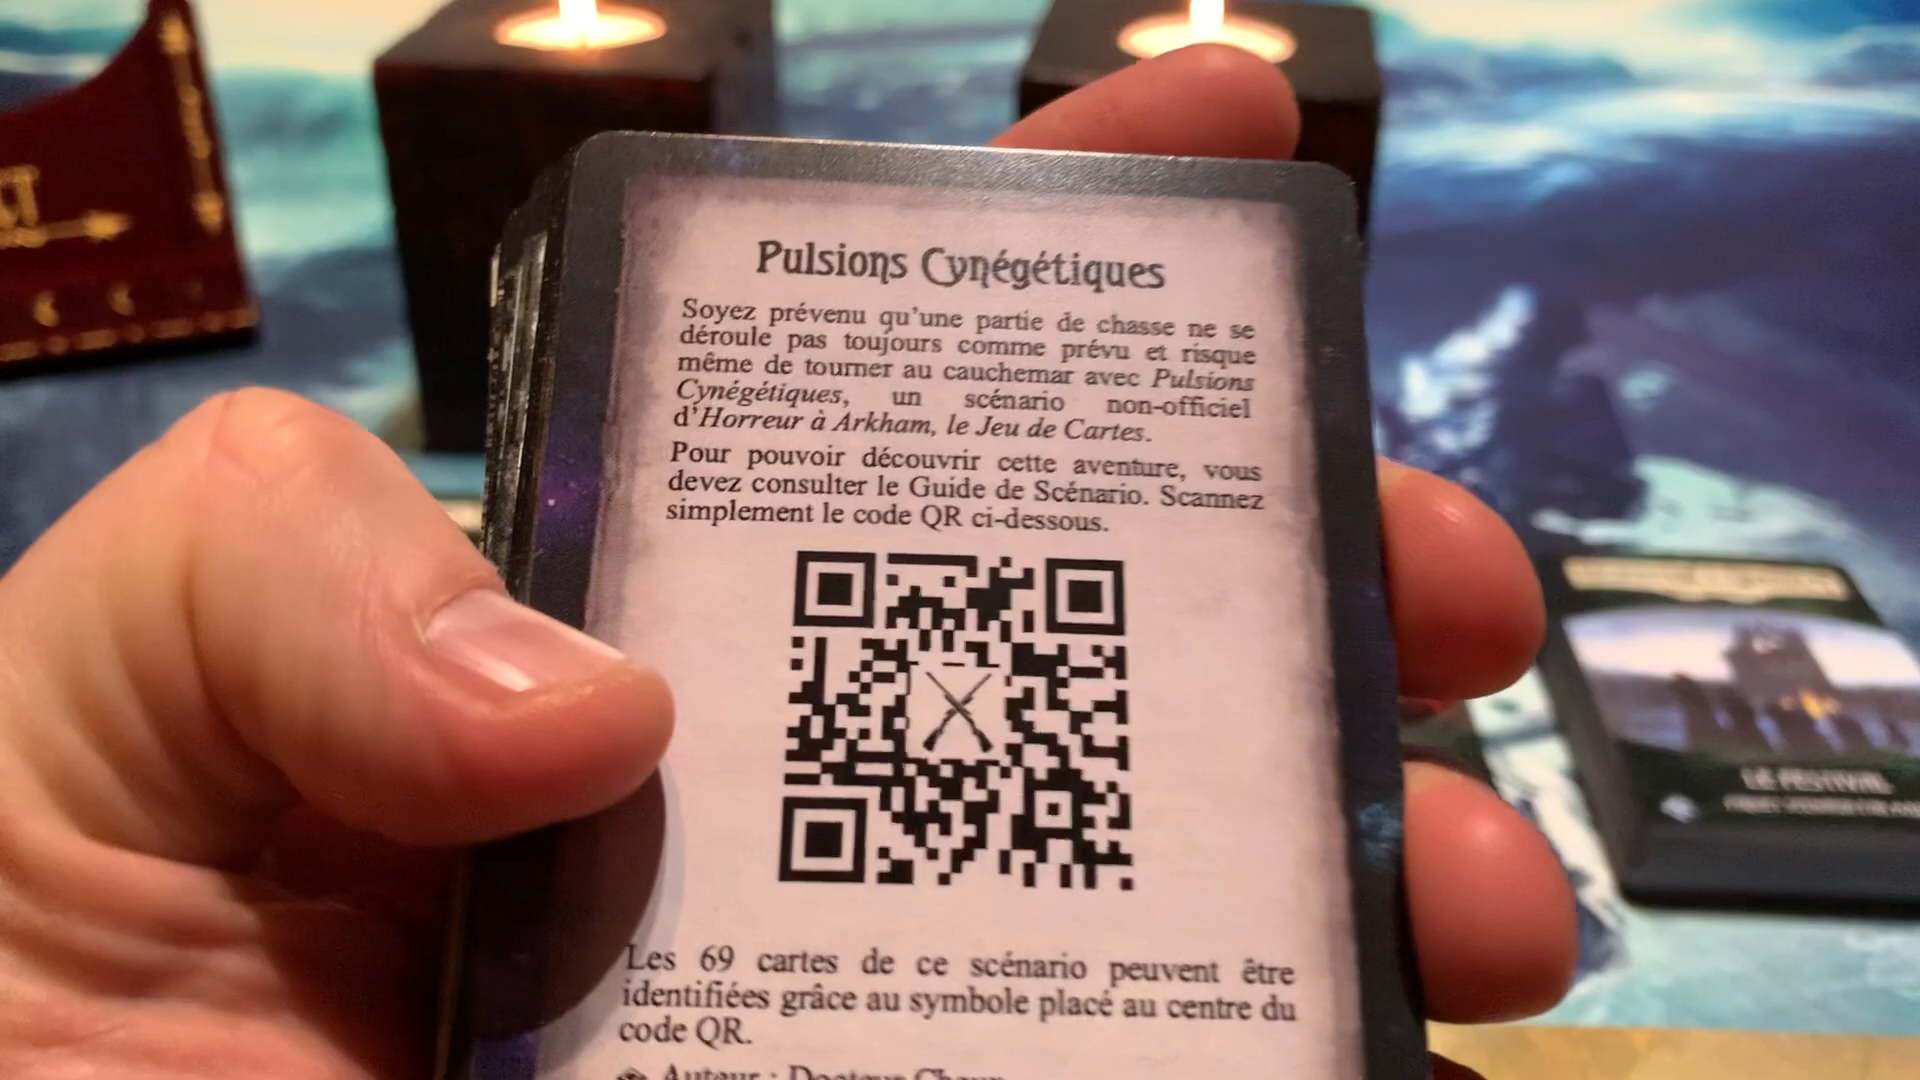 Pulsions Cynégétiques
Soyez prévenu qu'une partie de chasse ne se
déroule pas toujours comme prévu et risque
même de tourner au cauchemar avec Pulsions
Cynégétiques, un scénario non-officiel
d'Horreur à Arkham, le Jeu de Cartes.
Pour pouvoir découvrir cette aventure, vous
devez consulter le Guide de Scénario. Scannez
simplement le code QR ci-dessous.
Les 69 cartes de ce scénario peuvent être
identifiées grâce au symbole placé au centre du
code QR.
Auteur : Docteur
LE FESTIVAL